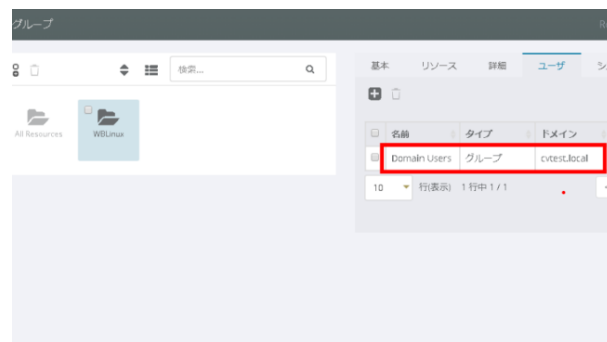 グループ
検索...
All Resources
WBLinux
基本 リソース 詳細 ユーザ
名前 タイプ ドメイン
Domain Users グループ cvtest.local
10 行(表示) 1 行中 1 / 1